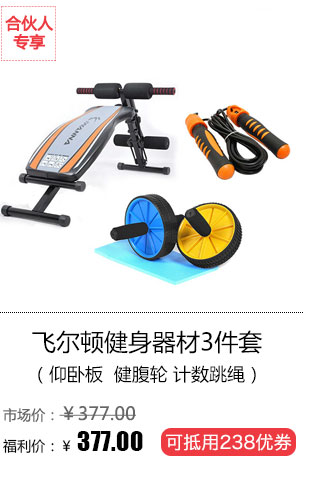 合伙人
专享
飞尔顿健身器材3件套
（ 仰卧板  健腹轮 计数跳绳 ）
市场价：￥377.00
福利价：￥ 377.00 可抵用238优券